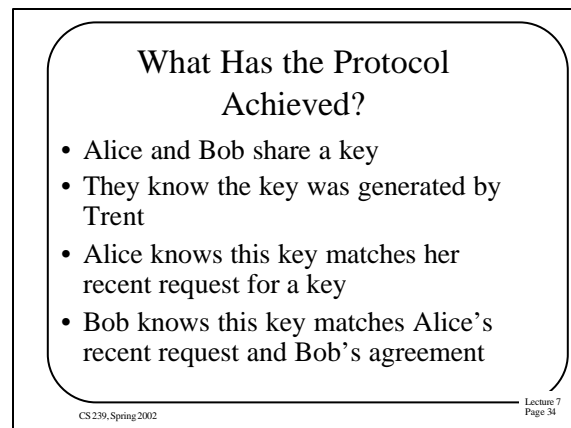 What Has the Protocol
Achieved?
• Alice and Bob share a key
• They know the key was generated by
Trent
• Alice knows this key matches her
recent request for a key
• Bob knows this key matches Alice's
recent request and Bob's agreement
CS 239, Spring 2002
Lecture 7
Page 34